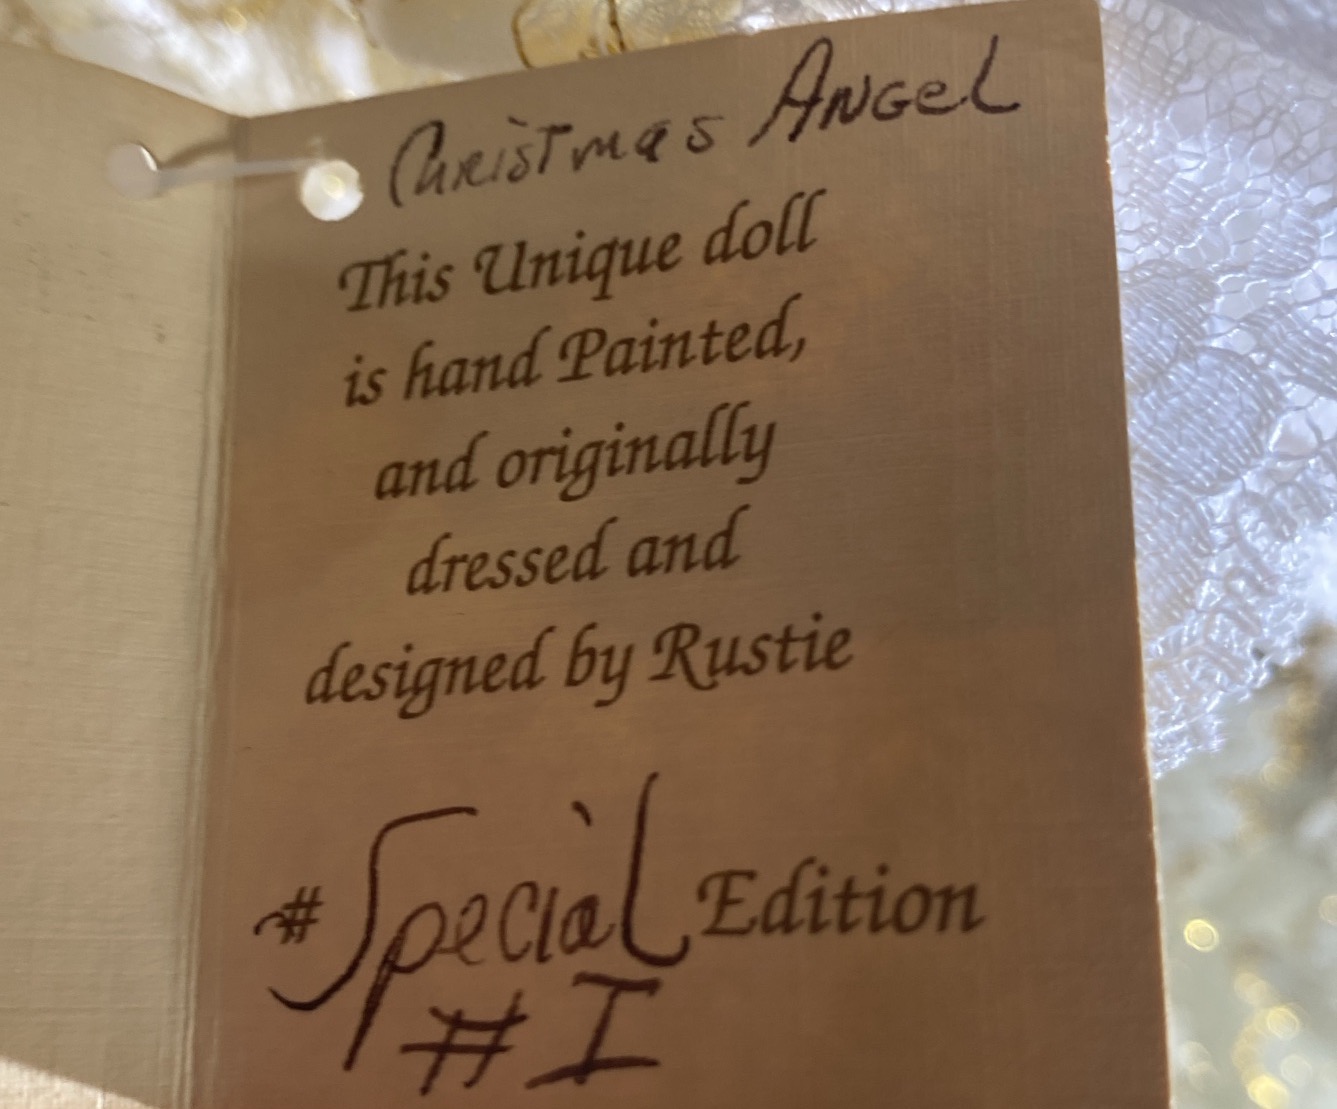 Christmas Angel
This Unique doll
is hand Painted,
and originally
dressed and
designed by Rustie
# Special Edition
# I